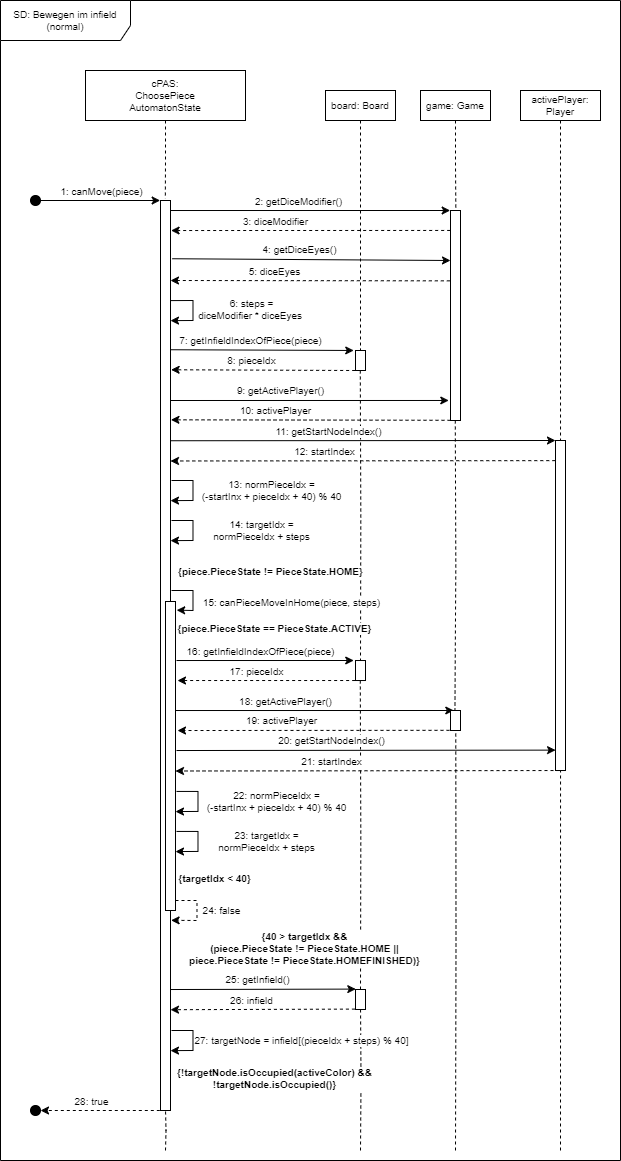 SD: Bewegen im infield
(normal)
cPAS:
ChoosePiece
AutomatonState
board: Board
game: Game
activePlayer:
Player
1: canMove(piece)
2: getDiceModifier()
3: diceModifier
4: getDiceEyes()
5: diceEyes
6: steps =
diceModifier * diceEyes
7: getInfieldIndexOfPiece(piece)
8: pieceIdx
9: getActivePlayer()
10: activePlayer
11: getStartNodeIndex()
12: startIndex
13: normPieceIdx =
(-startInx + pieceIdx + 40) % 40
14: targetIdx =
normPieceIdx + steps
{piece.PieceState != PieceState.HOME}
15: canPieceMoveInHome(piece, steps)
{piece.PieceState == PieceState.ACTIVE}
16: getInfieldIndexOfPiece(piece)
17: pieceIdx
18: getActivePlayer()
19: activePlayer
20: getStartNodeIndex()
21: startIndex
22: normPieceIdx =
(-startInx + pieceIdx + 40) % 40
23: targetIdx =
normPieceIdx + steps
{targetIdx < 40}
24: false
{40 > targetIdx &&
(piece.PieceState != PieceState.HOME ||
piece.PieceState != PieceState.HOMEFINISHED)}
25: getInfield()
26: infield
27: targetNode = infield[(pieceIdx + steps) % 40]
{!targetNode.isOccupied(activeColor) &&
!targetNode.isOccupied()}
28: true